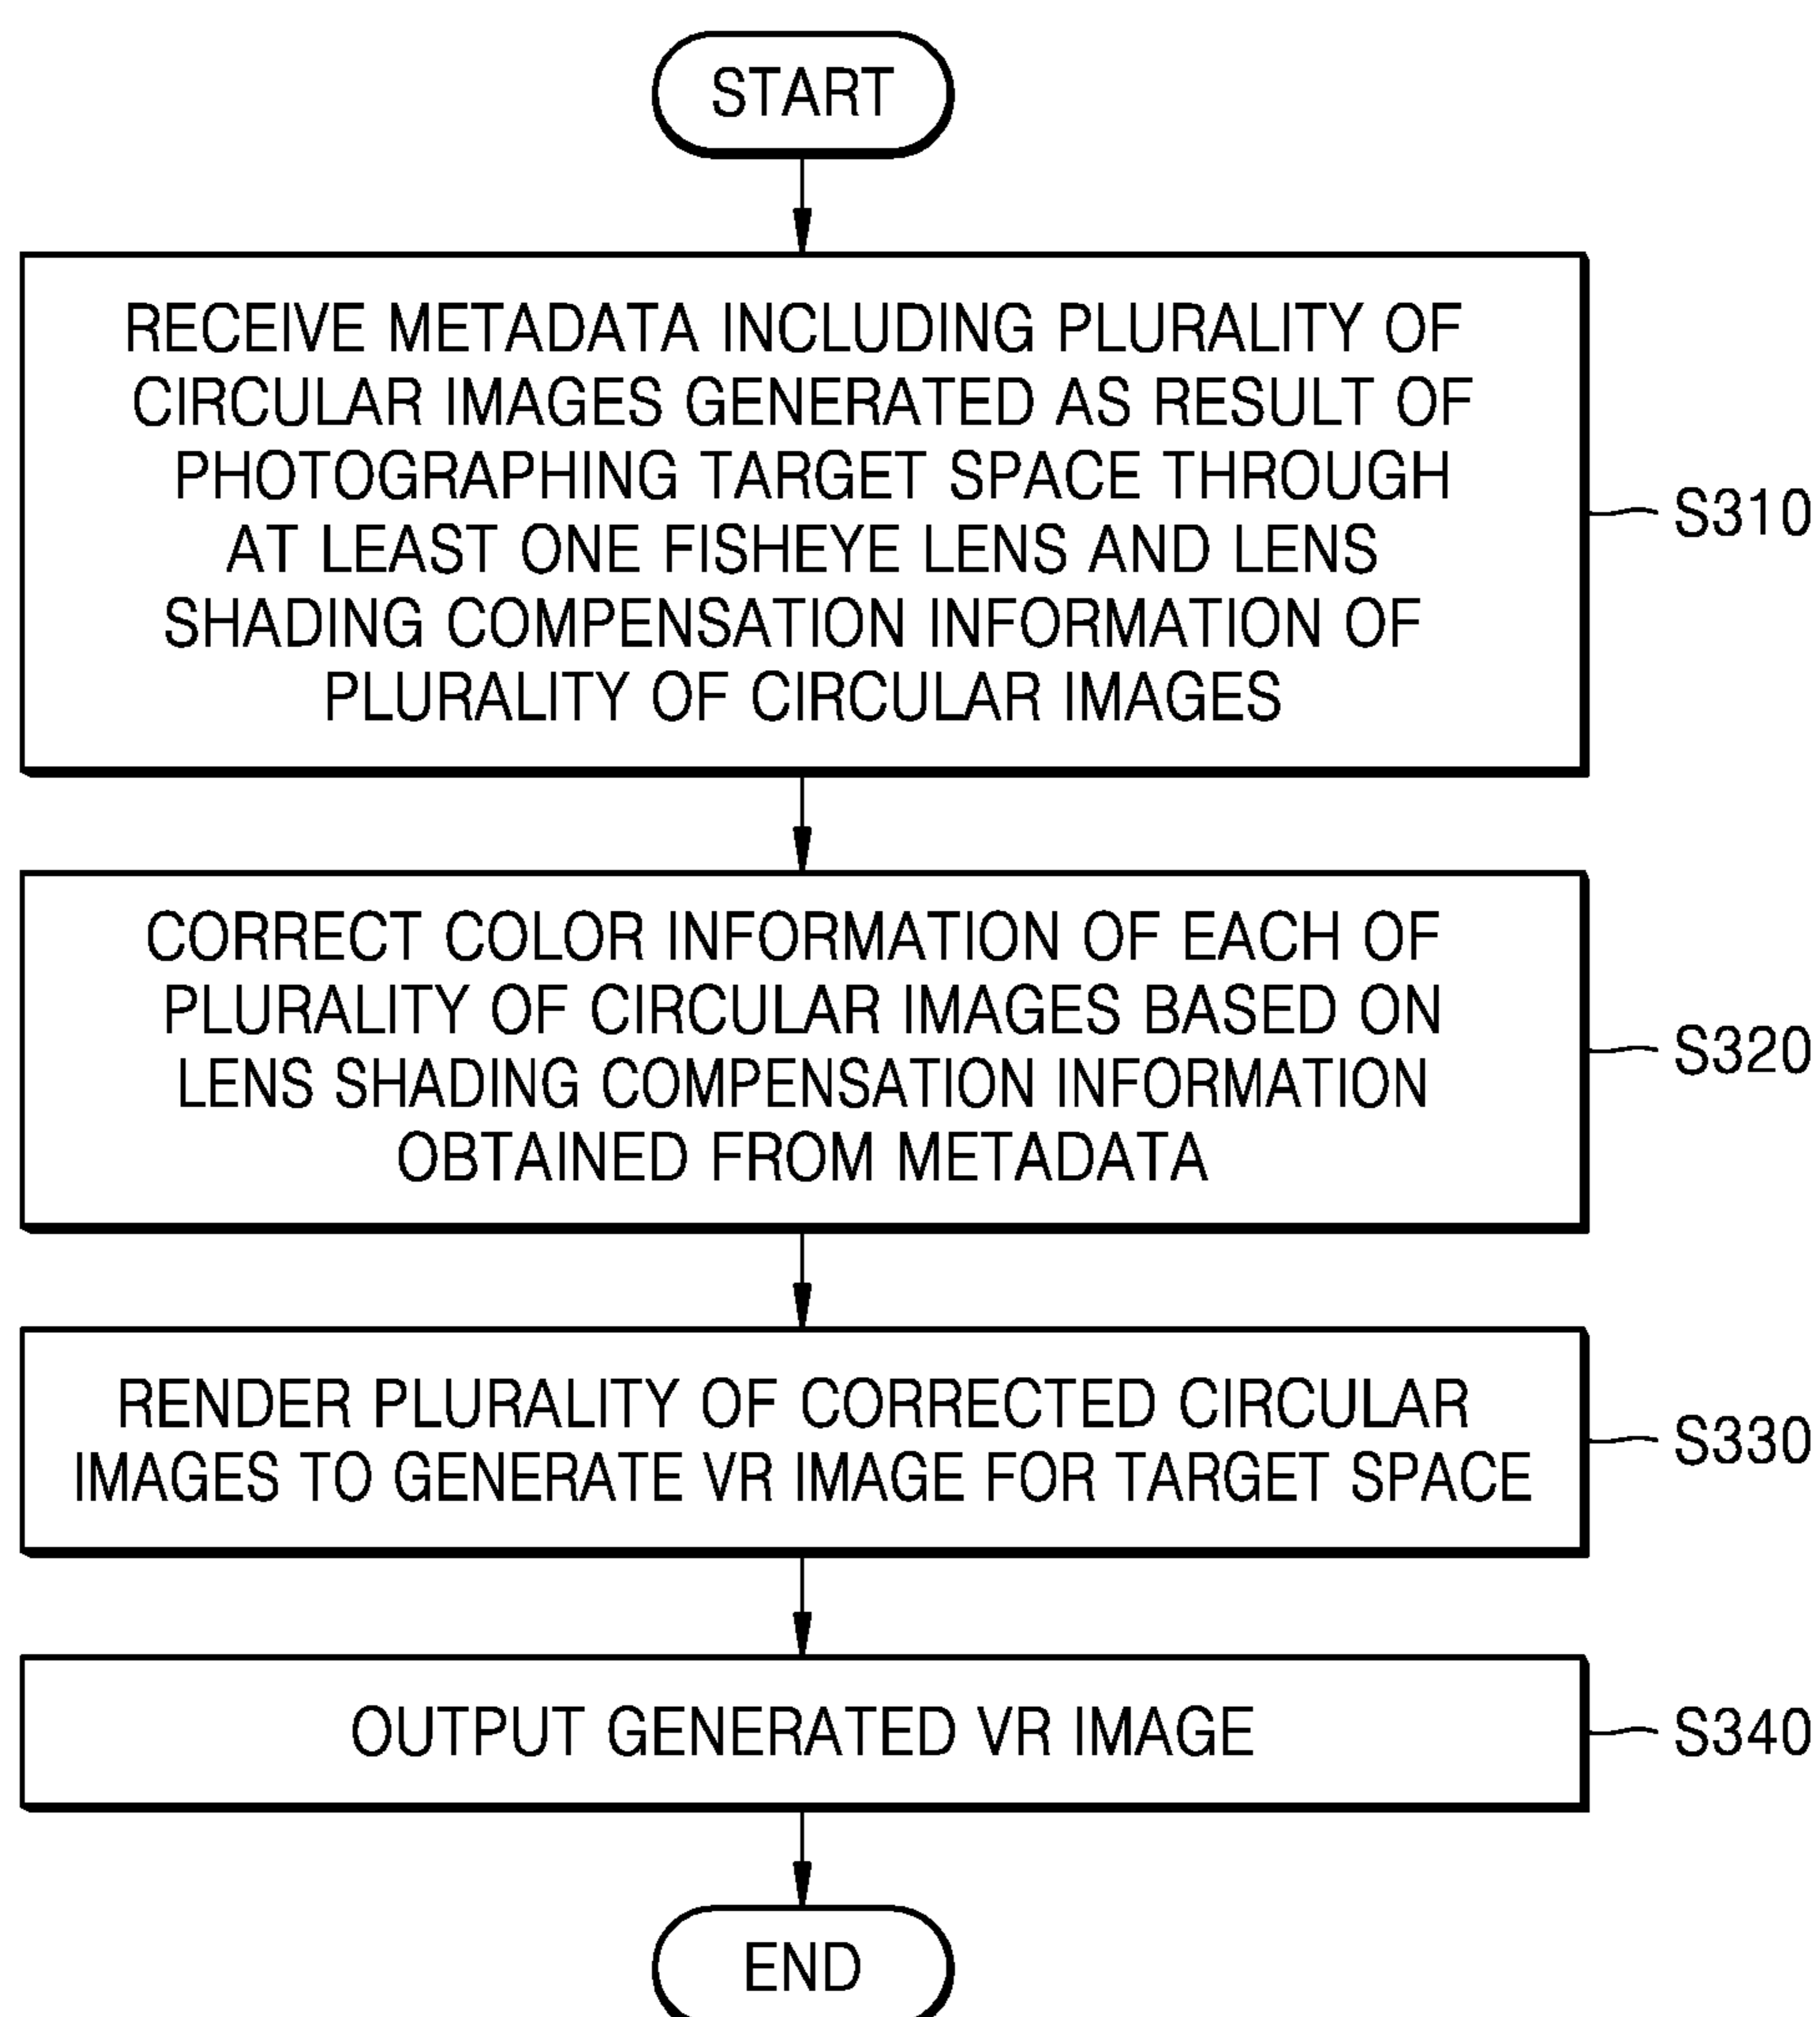 START
RECEIVE METADATA INCLUDING PLURALITY OF
CIRCULAR IMAGES GENERATED AS RESULT OF
PHOTOGRAPHING TARGET SPACE THROUGH
AT LEAST ONE FISHEYE LENS AND LENS
SHADING COMPENSATION INFORMATION OF
PLURALITY OF CIRCULAR IMAGES
S310
CORRECT COLOR INFORMATION OF EACH OF
PLURALITY OF CIRCULAR IMAGES BASED ON
LENS SHADING COMPENSATION INFORMATION
OBTAINED FROM METADATA
S320
RENDER PLURALITY OF CORRECTED CIRCULAR
IMAGES TO GENERATE VR IMAGE FOR TARGET SPACE
S330
OUTPUT GENERATED VR IMAGE
S340
END